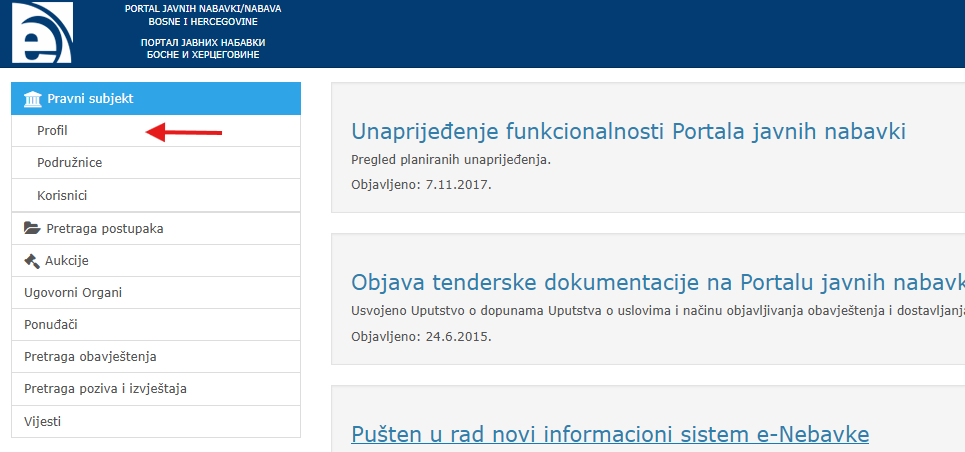 PORTAL JAVNIH NABAVKI/NABAVA
BOSNE I HERCEGOVINE
ПОРТАЛ ЈАВНИХ НАБАВКИ
БОСНЕ И ХЕРЦЕГОВИНЕ
Pravni subjekt
Profil
Podružnice
Korisnici
Pretraga postupaka
Aukcije
Ugovorni Organi
Ponuđači
Pretraga obavještenja
Pretraga poziva i izvještaja
Vijesti
Unaprijeđenje funkcionalnosti Portala javnih nabavki
Pregled planiranih unaprijeđenja.
Objavljeno: 7.11.2017.
Objava tenderske dokumentacije na Portalu javnih nabavk
Usvojeno Uputstvo o dopunama Uputstva o uslovima i načinu objavljivanja obavještenja i dostavljanja
Objavljeno: 24.6.2015.
Pušten u rad novi informacioni sistem e-Nebavke